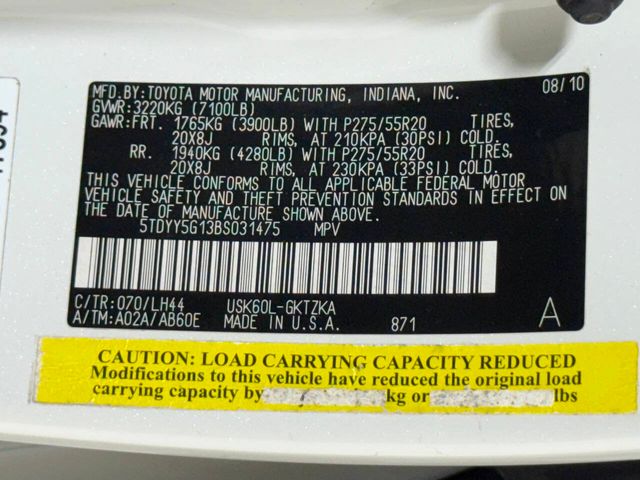 MFD.BY:TOYOTA MOTOR MANUFACTURING, INDIANA, INC. 08/10
GVWR:3220KG (7100LB)
GAWR:FRT. 1765KG (3900LB) WITH P275/55R20 TIRES,
20X8J RIMS, AT 210KPA (30PSI) COLD.
RR. 1940KG (4280LB) WITH P275/55R20 TIRES,
20X8J RIMS, AT 230KPA (33PSI) COLD.
THIS VEHICLE CONFORMS TO ALL APPLICABLE FEDERAL MOTOR
VEHICLE SAFETY AND THEFT PREVENTION STANDARDS IN EFFECT ON
THE DATE OF MANUFACTURE SHOWN ABOVE.
5TDYY5G13BS031475 MPV
C/TR:070/LH44 USK60L-GKTZKA
A/TM:A02A/AB60E MADE IN U.S.A. 871 A
CAUTION: LOAD CARRYING CAPACITY REDUCED
Modifications to this vehicle have reduced the original load
carrying capacity by kg or lbs